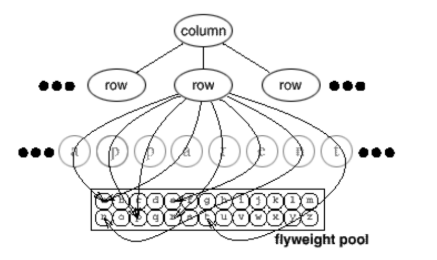 column
row row row
a p p a r e n t
a b c d e f g h i j k l m
n o p q r s t u v w x y z
flyweight pool